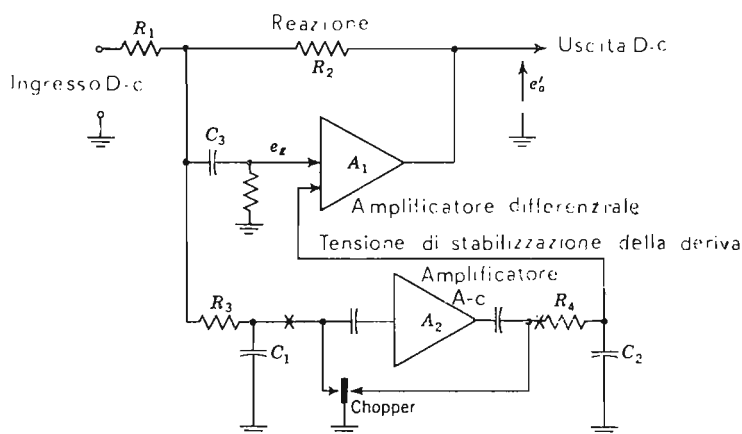 R₁
Reazione
R₂
Uscita D-c
Ingresso D-c
e'ₒ
C₃
e_g
A₁
Amplificatore differenziale
Tensione di stabilizzazione della deriva
Amplificatore
A-c
R₃
A₂
R₄
C₁
C₂
Chopper